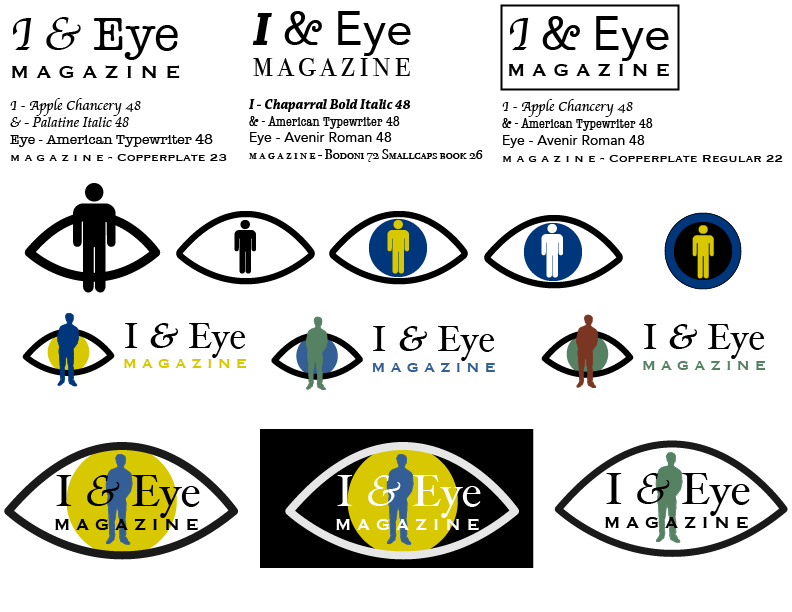 I & Eye
MAGAZINE
I - Apple Chancery 48
& - Palatine Italic 48
Eye - American Typewriter 48
MAGAZINE - Copperplate 23
I & Eye
MAGAZINE
I - Chaparral Bold Italic 48
& - American Typewriter 48
Eye - Avenir Roman 48
MAGAZINE - Bodoni 72 Smallcaps book 26
I & Eye
MAGAZINE
I - Apple Chancery 48
& - American Typewriter 48
Eye - Avenir Roman 48
MAGAZINE - Copperplate Regular 22
I & Eye
MAGAZINE
I & Eye
MAGAZINE
I & Eye
MAGAZINE
I & Eye
MAGAZINE
I & Eye
MAGAZINE
I & Eye
MAGAZINE